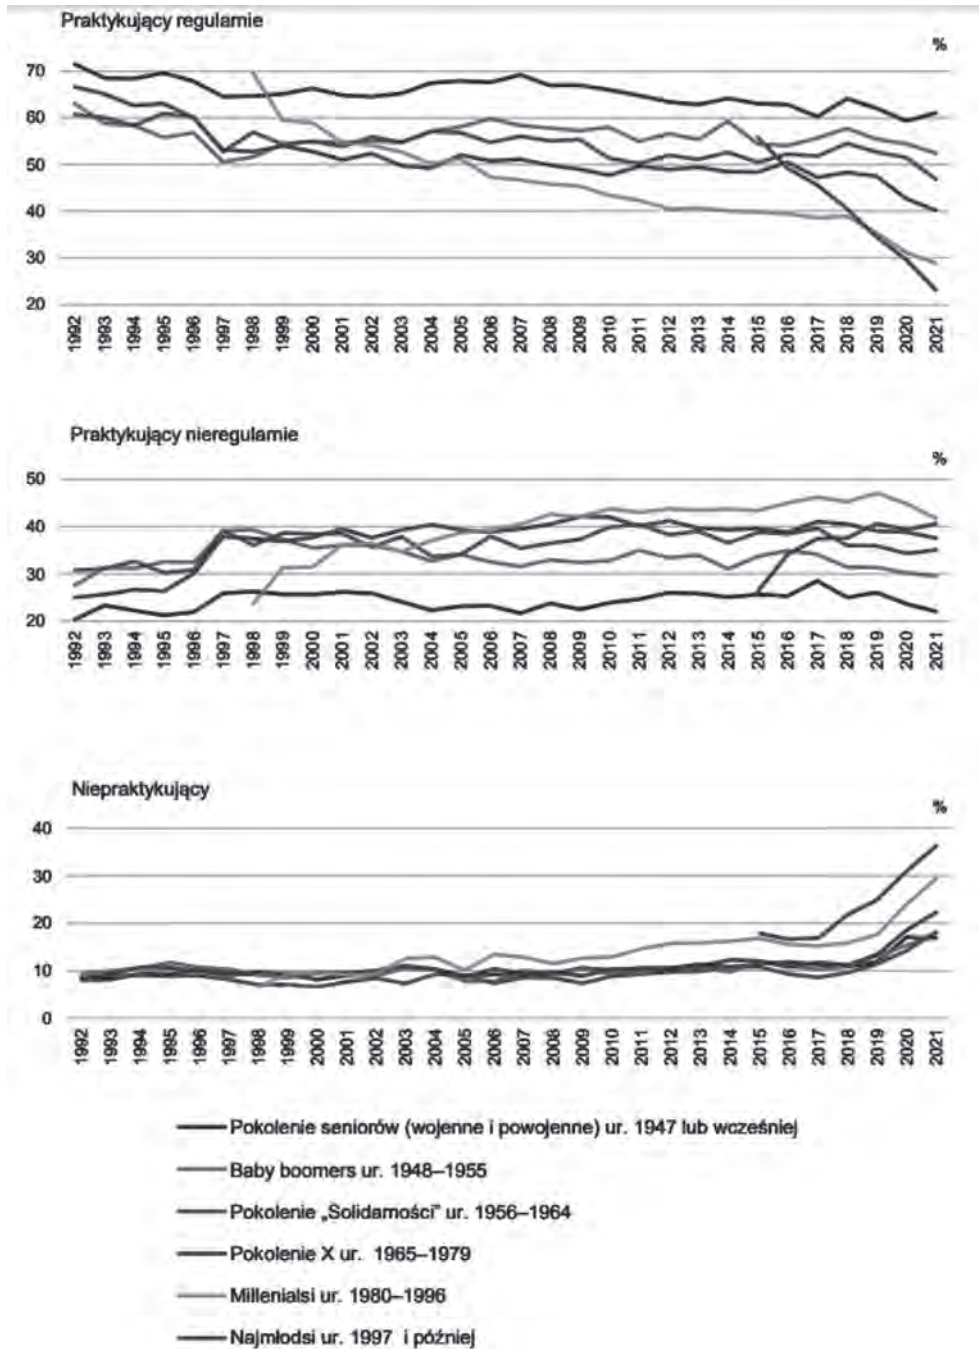 Praktykujący regularnie
%
70
60
50
40
30
20
1992 1993 1994 1995 1996 1997 1998 1999 2000 2001 2002 2003 2004 2005 2006 2007 2008 2009 2010 2011 2012 2013 2014 2015 2016 2017 2018 2019 2020 2021
Praktykujący nieregularnie
%
50
40
30
20
1992 1993 1994 1995 1996 1997 1998 1999 2000 2001 2002 2003 2004 2005 2006 2007 2008 2009 2010 2011 2012 2013 2014 2015 2016 2017 2018 2019 2020 2021
Niepraktykujący
%
40
30
20
10
0
1992 1993 1994 1995 1996 1997 1998 1999 2000 2001 2002 2003 2004 2005 2006 2007 2008 2009 2010 2011 2012 2013 2014 2015 2016 2017 2018 2019 2020 2021
Pokolenie seniorów (wojenne i powojenne) ur. 1947 lub wcześniej
Baby boomers ur. 1948–1955
Pokolenie „Solidarności” ur. 1956–1964
Pokolenie X ur. 1965–1979
Millenialsi ur. 1980–1996
Najmłodsi ur. 1997 i później